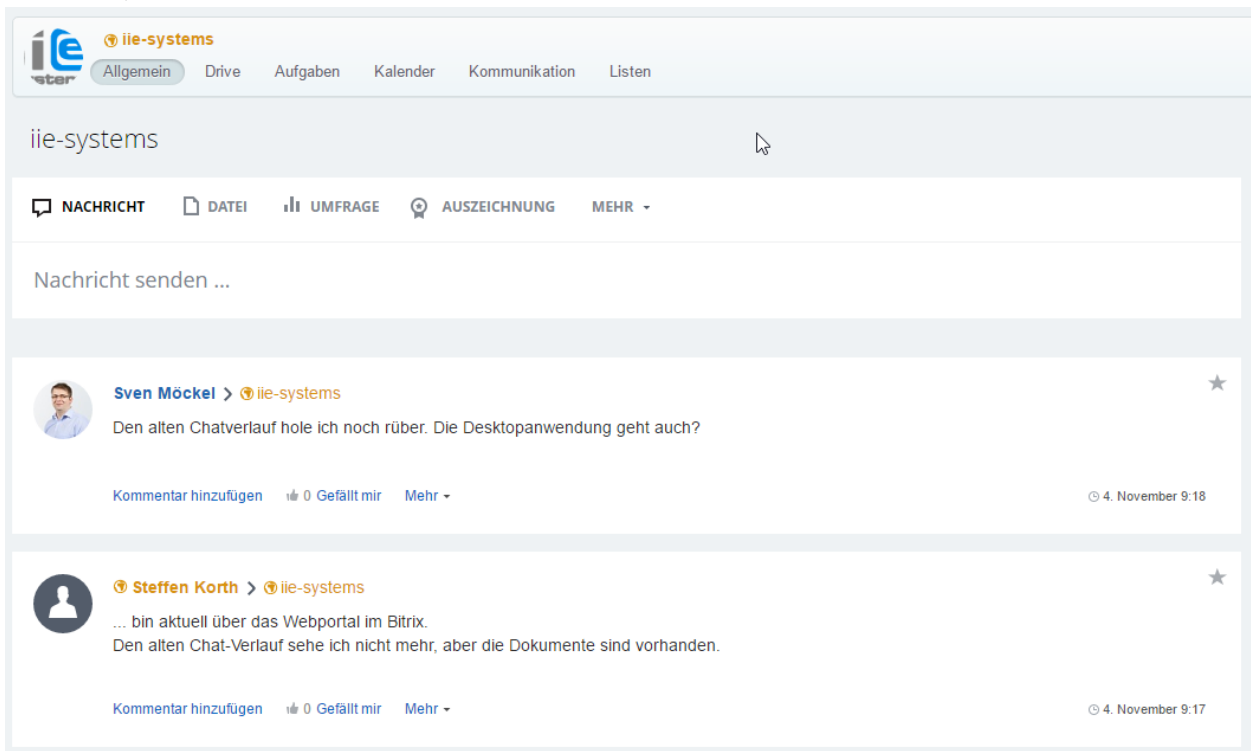 iie-systems
Allgemein Drive Aufgaben Kalender Kommunikation Listen
iie-systems
NACHRICHT DATEI UMFRAGE AUSZEICHNUNG MEHR
Nachricht senden ...
Sven Möckel > iie-systems
Den alten Chatverlauf hole ich noch rüber. Die Desktopanwendung geht auch?
Kommentar hinzufügen 0 Gefällt mir Mehr 4. November 9:18
Steffen Korth > iie-systems
... bin aktuell über das Webportal im Bitrix.
Den alten Chat-Verlauf sehe ich nicht mehr, aber die Dokumente sind vorhanden.
Kommentar hinzufügen 0 Gefällt mir Mehr 4. November 9:17